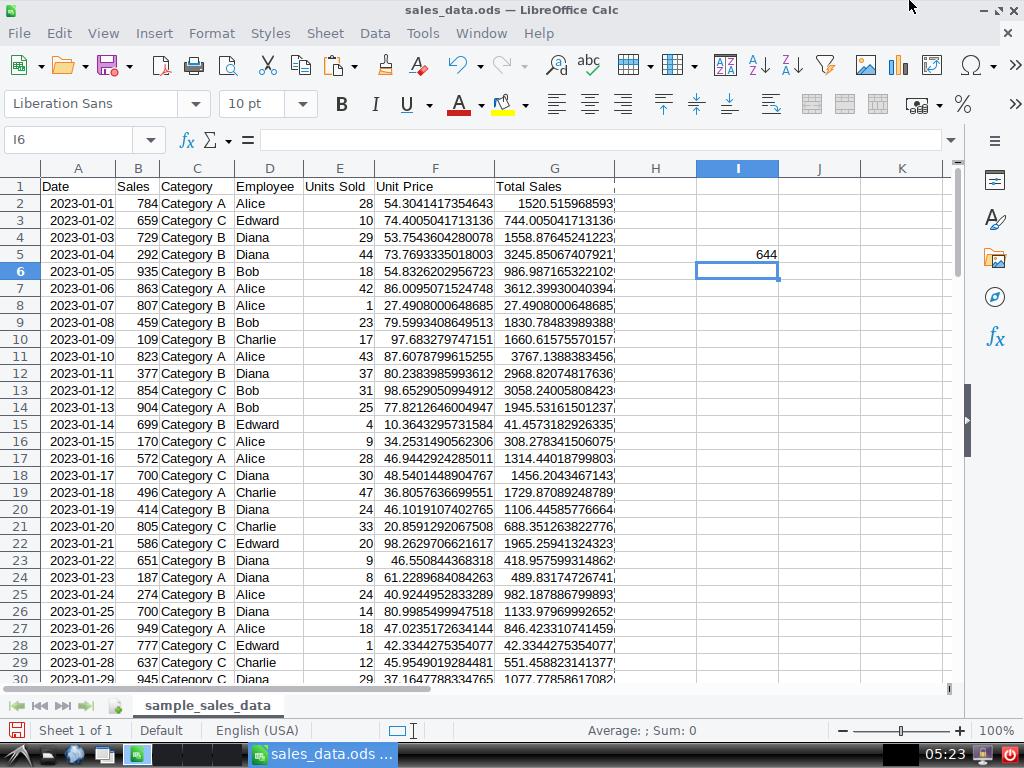 sales_data.ods — LibreOffice Calc
File Edit View Insert Format Styles Sheet Data Tools Window Help
Liberation Sans 10 pt
I6
A B C D E F G H I J K
1 Date Sales Category Employee Units Sold Unit Price Total Sales
2 2023-01-01 784 Category A Alice 28 54.3041417354643 1520.515968593
3 2023-01-02 659 Category C Edward 10 74.4005041713136 744.005041713136
4 2023-01-03 729 Category B Diana 29 53.7543604280078 1558.87645241223
5 2023-01-04 292 Category B Diana 44 73.7693335018003 3245.85067407921 644
6 2023-01-05 935 Category B Bob 18 54.8326202956723 986.9871653221020
7 2023-01-06 863 Category A Alice 42 86.0095071524748 3612.39930040394
8 2023-01-07 807 Category B Alice 1 27.4908000648685 27.4908000648685
9 2023-01-08 459 Category B Bob 23 79.5993408649513 1830.78483989388
10 2023-01-09 109 Category B Charlie 17 97.683279747151 1660.61575570157
11 2023-01-10 823 Category A Alice 43 87.6078799615255 3767.1388383456
12 2023-01-11 377 Category B Diana 37 80.2383985993612 2968.82074817636
13 2023-01-12 854 Category C Bob 31 98.6529050994912 3058.24005808423
14 2023-01-13 904 Category A Bob 25 77.8212646004947 1945.53161501237
15 2023-01-14 699 Category B Edward 4 10.3643295731584 41.4573182926335
16 2023-01-15 170 Category C Alice 9 34.2531490562306 308.2783415060750
17 2023-01-16 572 Category A Alice 28 46.9442924285011 1314.44018799803
18 2023-01-17 700 Category C Diana 30 48.5401448904767 1456.2043467143
19 2023-01-18 496 Category A Charlie 47 36.8057636699551 1729.87089248789
20 2023-01-19 414 Category B Diana 24 46.1019107402765 1106.44585776664
21 2023-01-20 805 Category C Charlie 33 20.8591292067508 688.351263822776
22 2023-01-21 586 Category C Edward 20 98.2629706621617 1965.25941324323
23 2023-01-22 651 Category B Diana 9 46.550844368318 418.957599314862
24 2023-01-23 187 Category A Diana 8 61.2289684084263 489.83174726741
25 2023-01-24 274 Category B Alice 24 40.9244952833289 982.187886799893
26 2023-01-25 700 Category B Diana 14 80.9985499947518 1133.97969992652
27 2023-01-26 949 Category A Alice 18 47.0235172634144 846.423310741459
28 2023-01-27 777 Category C Edward 1 42.3344275354077 42.3344275354077
29 2023-01-28 637 Category C Charlie 12 45.9549019284481 551.458823141377
30 2023-01-29 945 Category C Diana 29 37.1647788334765 1077.77858617082
sample_sales_data
Sheet 1 of 1 Default English (USA) Average: ; Sum: 0 100%
sales_data.ods ... 05:23